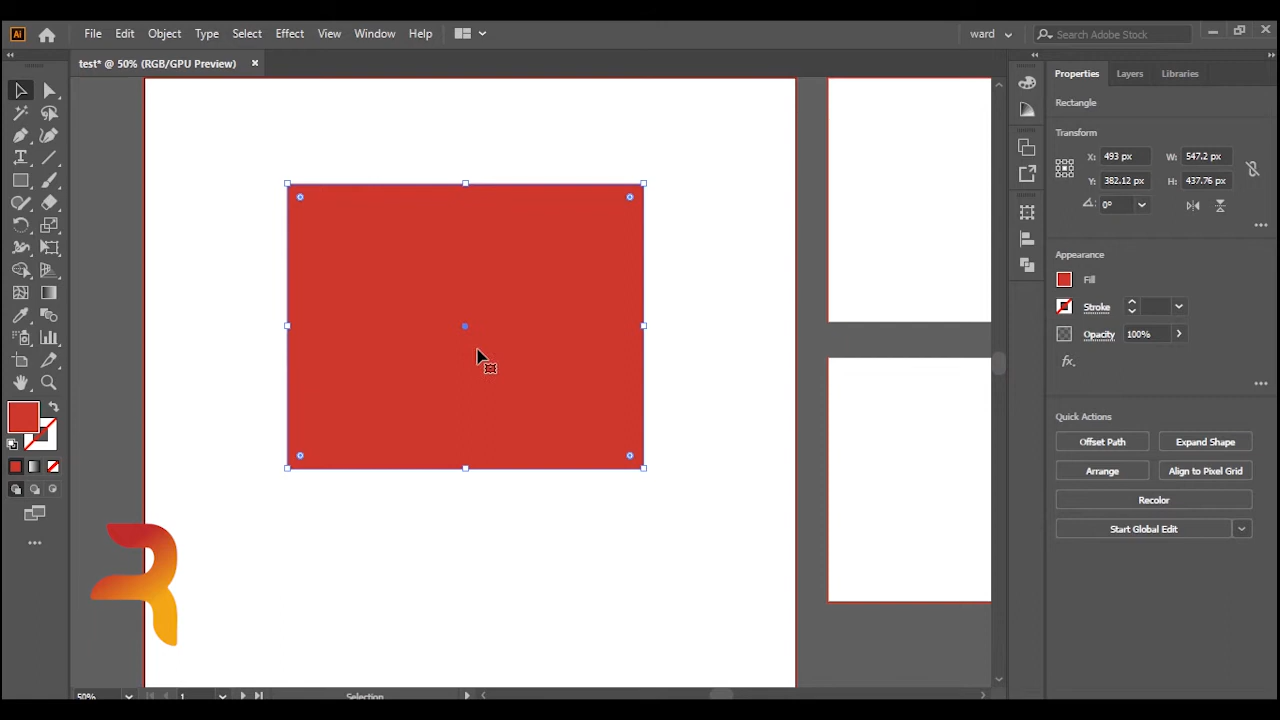 Ai File Edit Object Type Select Effect View Window Help ward Search Adobe Stock
test* @ 50% (RGB/GPU Preview)
Properties Layers Libraries
Rectangle
Transform
X: 493 px W: 547.2 px
Y: 382.12 px H: 437.76 px
0°
Appearance
Fill
Stroke
Opacity 100%
fx.
Quick Actions
Offset Path Expand Shape
Arrange Align to Pixel Grid
Recolor
Start Global Edit
50% 1 Selection